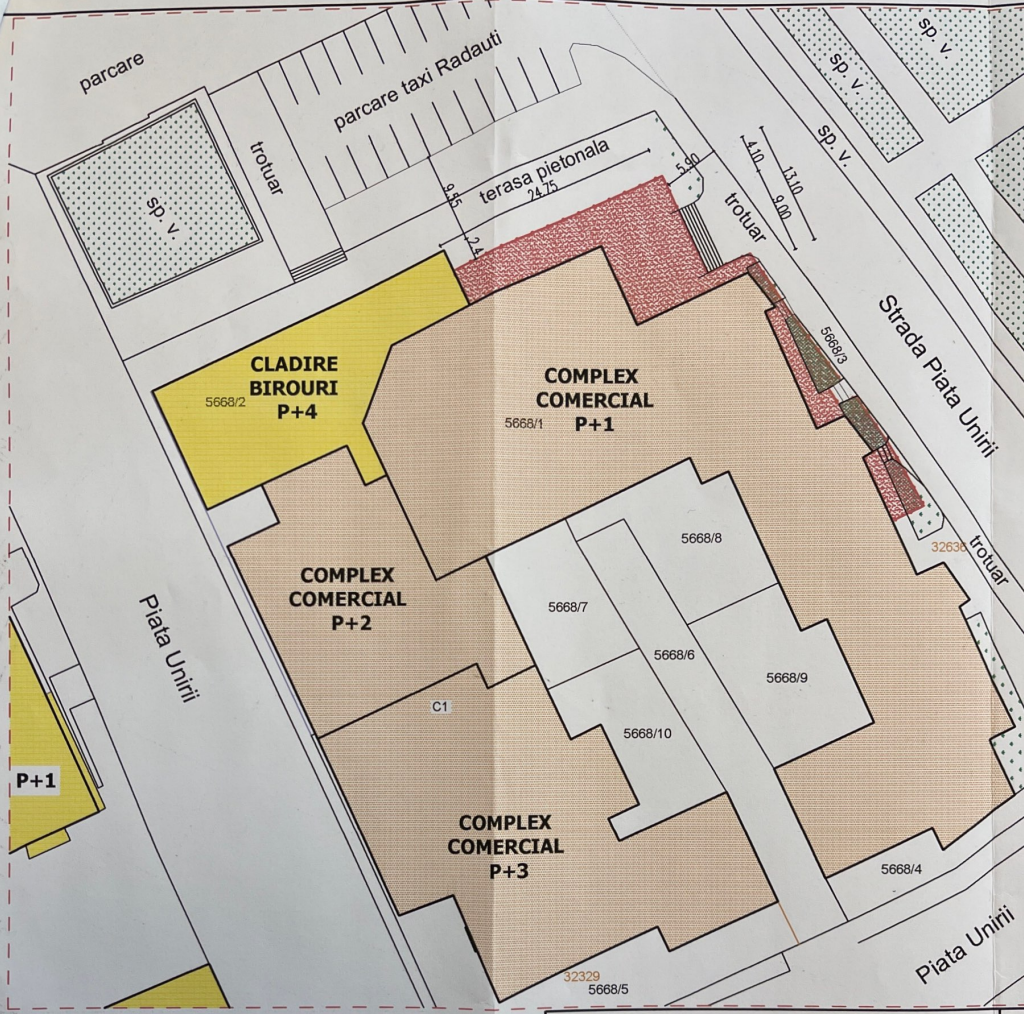 parcare
parcare taxi Radauti
sp. v.
sp. v
sp. v.
trotuar
sp. v.
terasa pietonala
24.75
9.55
2.4
5.90
4.10
13.10
9.00
trotuar
Strada Piata Unirii
5668/3
CLADIRE
BIROURI
P+4
5668/2
COMPLEX
COMERCIAL
P+1
5668/1
5668/8
32636
trotuar
COMPLEX
COMERCIAL
P+2
5668/7
5668/6
5668/9
Piata Unirii
C1
5668/10
P+1
COMPLEX
COMERCIAL
P+3
5668/4
Piata Unirii
32329
5668/5